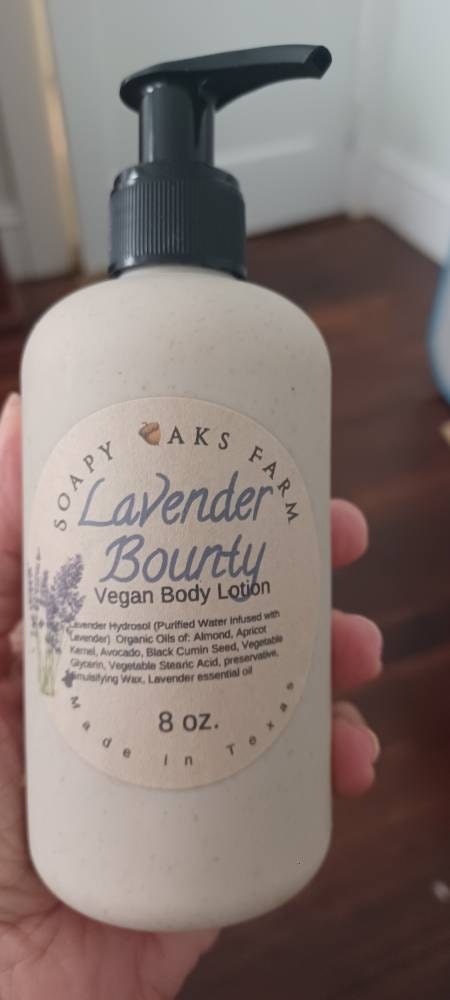 SOAPY AKS FARM
Lavender
Bounty
Vegan Body Lotion
Lavender Hydrosol (Purified Water Infused with
Lavender) Organic Oils of: Almond, Apricot
Kernel, Avocado, Black Cumin Seed, Vegetable
Glycerin, Vegetable Stearic Acid, preservative,
Emulsifying Wax, Lavender essential oil
8 oz.
Made In Texas